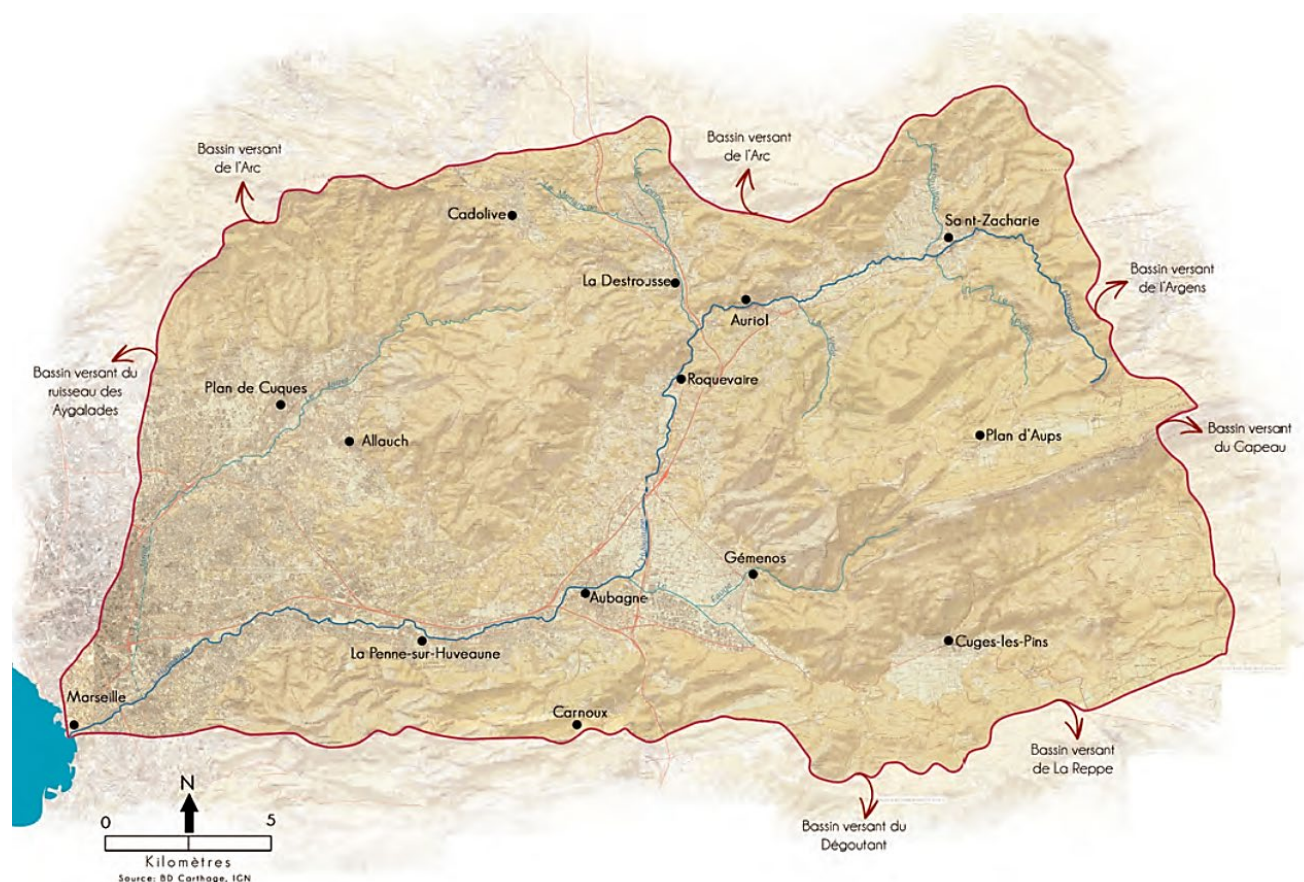 Bassin versant
de l'Arc
Bassin versant
de l'Arc
Cadolive
Saint-Zacharie
La Destrousse
Bassin versant
de l'Argens
Auriol
Bassin versant du
ruisseau des
Aygalades
Plan de Cuques
Roquevaire
Allauch
Plan d'Aups
Bassin versant
du Gapeau
Gémenos
Aubagne
La Penne-sur-Huveaune
Cuges-les-Pins
Marseille
Carnoux
Bassin versant
de La Reppe
N
0 5
Kilomètres
Source: BD Carthage, IGN
Bassin versant du
Dégoutant